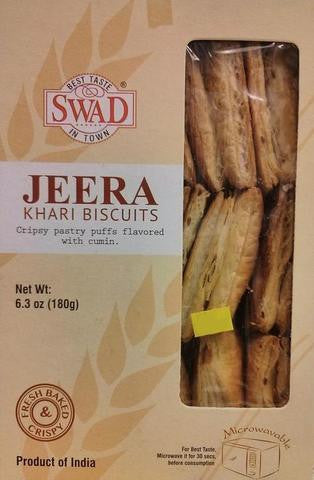 BEST TASTE
SWAD®
IN TOWN
JEERA
KHARI BISCUITS
Cripsy pastry puffs flavored
with cumin.
Net Wt:
6.3 oz (180g)
FRESH BAKED
&
CRISPY
Product of India
For Best Taste,
Microwave it for 30 secs,
before consumption
Microwavable